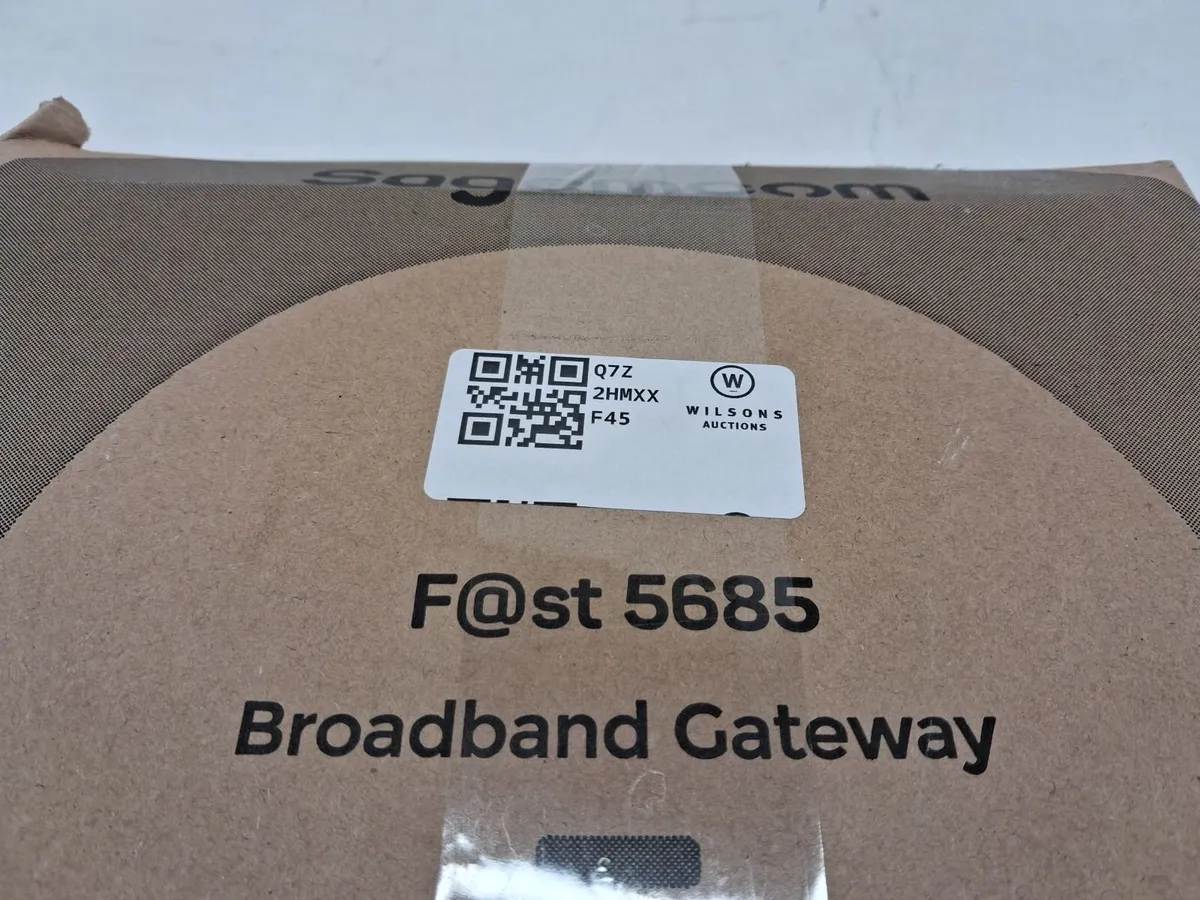 sagemcom
Q7Z
2HMXX
F45
W
WILSONS
AUCTIONS
F@st 5685
Broadband Gateway